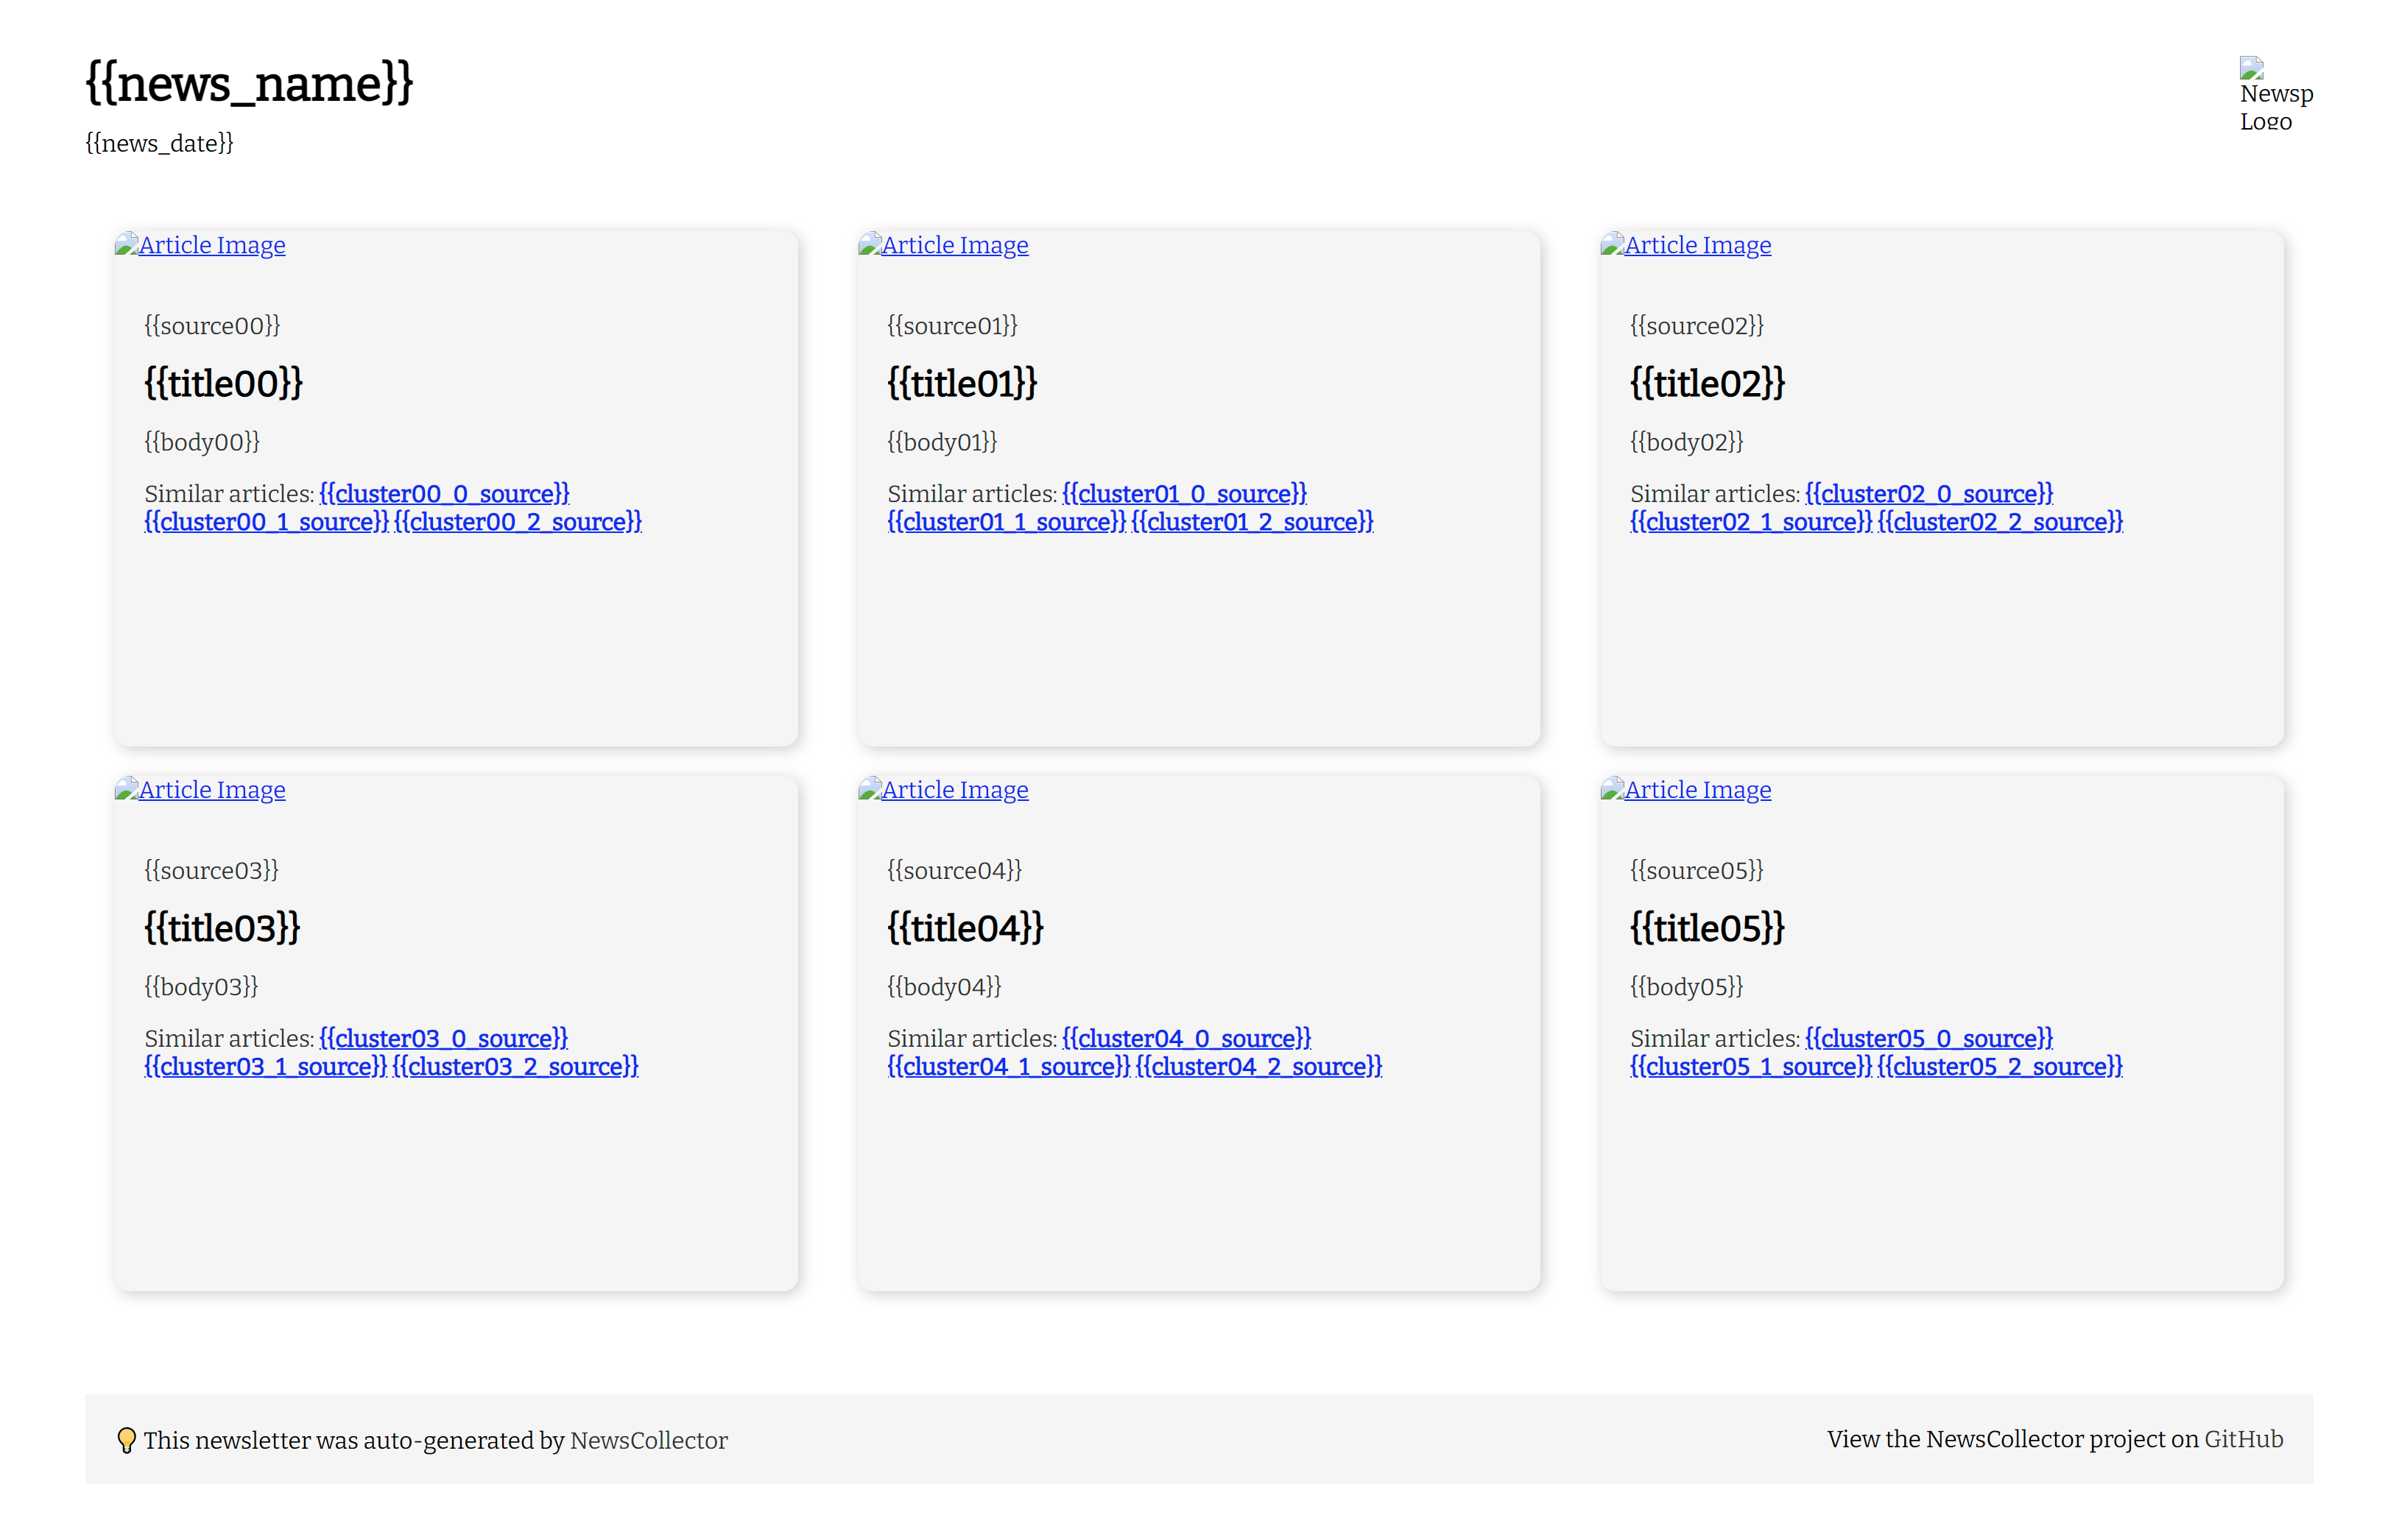 {{news_name}}
{{news_date}}
Newsp
Logo
Article Image
{{source00}}
{{title00}}
{{body00}}
Similar articles: {{cluster00_0_source}}
{{cluster00_1_source}} {{cluster00_2_source}}
Article Image
{{source01}}
{{title01}}
{{body01}}
Similar articles: {{cluster01_0_source}}
{{cluster01_1_source}} {{cluster01_2_source}}
Article Image
{{source02}}
{{title02}}
{{body02}}
Similar articles: {{cluster02_0_source}}
{{cluster02_1_source}} {{cluster02_2_source}}
Article Image
{{source03}}
{{title03}}
{{body03}}
Similar articles: {{cluster03_0_source}}
{{cluster03_1_source}} {{cluster03_2_source}}
Article Image
{{source04}}
{{title04}}
{{body04}}
Similar articles: {{cluster04_0_source}}
{{cluster04_1_source}} {{cluster04_2_source}}
Article Image
{{source05}}
{{title05}}
{{body05}}
Similar articles: {{cluster05_0_source}}
{{cluster05_1_source}} {{cluster05_2_source}}
This newsletter was auto-generated by NewsCollector
View the NewsCollector project on GitHub